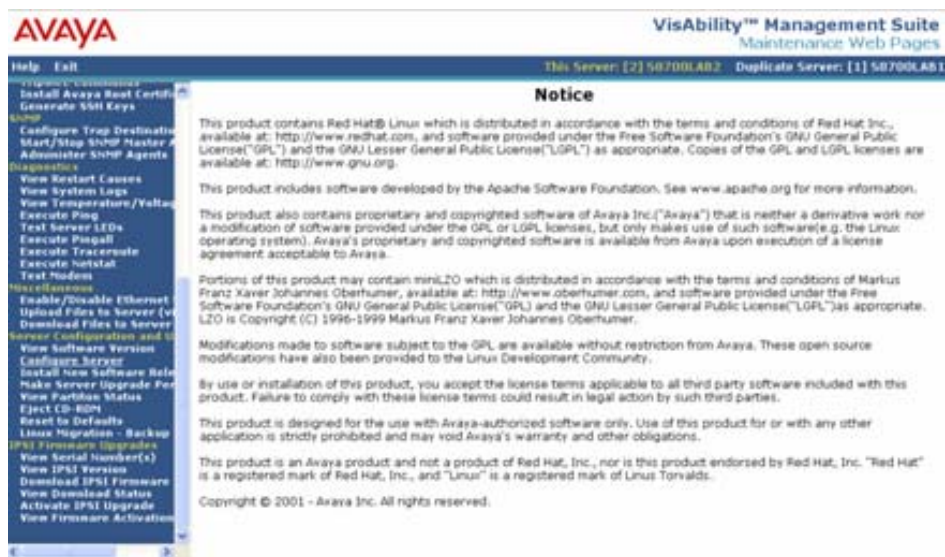 AVAYA
VisAbility™ Management Suite
Maintenance Web Pages
Help Exit
This Server: [2] S8700LAB2 Duplicate Server: [1] S8700LAB1
Install Avaya Root Certifi
Generate SSH Keys
SNMP
Configure Trap Destinatio
Start/Stop SNMP Master A
Administer SNMP Agents
Diagnostics
View Restart Causes
View System Logs
View Temperature/Voltag
Execute Ping
Test Server LEDs
Execute Pingall
Execute Traceroute
Execute Netstat
Test Modem
Miscellaneous
Enable/Disable Ethernet
Upload Files to Server (vi
Download Files to Server
Server Configuration and U
View Software Version
Configure Server
Install New Software Rele
Make Server Upgrade Per
View Partition Status
Eject CD-ROM
Reset to Defaults
Linux Migration - Backup
IPSI Firmware Upgrades
View Serial Number(s)
View IPSI Version
Download IPSI Firmware
View Download Status
Activate IPSI Upgrade
View Firmware Activation
Notice
This product contains Red Hat® Linux which is distributed in accordance with the terms and conditions of Red Hat Inc.,
available at: http://www.redhat.com, and software provided under the Free Software Foundation's GNU General Public
License("GPL") and the GNU Lesser General Public License("LGPL") as appropriate. Copies of the GPL and LGPL licenses are
available at: http://www.gnu.org.
This product includes software developed by the Apache Software Foundation. See www.apache.org for more information.
This product also contains proprietary and copyrighted software of Avaya Inc.("Avaya") that is neither a derivative work nor
a modification of software provided under the GPL or LGPL licenses, but only makes use of such software(e.g. the Linux
operating system). Avaya's proprietary and copyrighted software is available from Avaya upon execution of a license
agreement acceptable to Avaya.
Portions of this product may contain miniLZO which is distributed in accordance with the terms and conditions of Markus
Franz Xaver Johannes Oberhumer, available at: http://www.oberhumer.com, and software provided under the Free
Software Foundation's GNU General Public License("GPL) and the GNU Lesser General Public License("LGPL")as appropriate.
LZO is Copyright (C) 1996-1999 Markus Franz Xaver Johannes Oberhumer.
Modifications made to software subject to the GPL are available without restriction from Avaya. These open source
modifications have also been provided to the Linux Development Community.
By use or installation of this product, you accept the license terms applicable to all third party software included with this
product. Failure to comply with these license terms could result in legal action by such third parties.
This product is designed for the use with Avaya-authorized software only. Use of this product for or with any other
application is strictly prohibited and may void Avaya's warranty and other obligations.
This product is an Avaya product and not a product of Red Hat, Inc., nor is this product endorsed by Red Hat, Inc. "Red Hat"
is a registered mark of Red Hat, Inc., and "Linux" is a registered mark of Linus Torvalds.
Copyright © 2001 - Avaya Inc. All rights reserved.